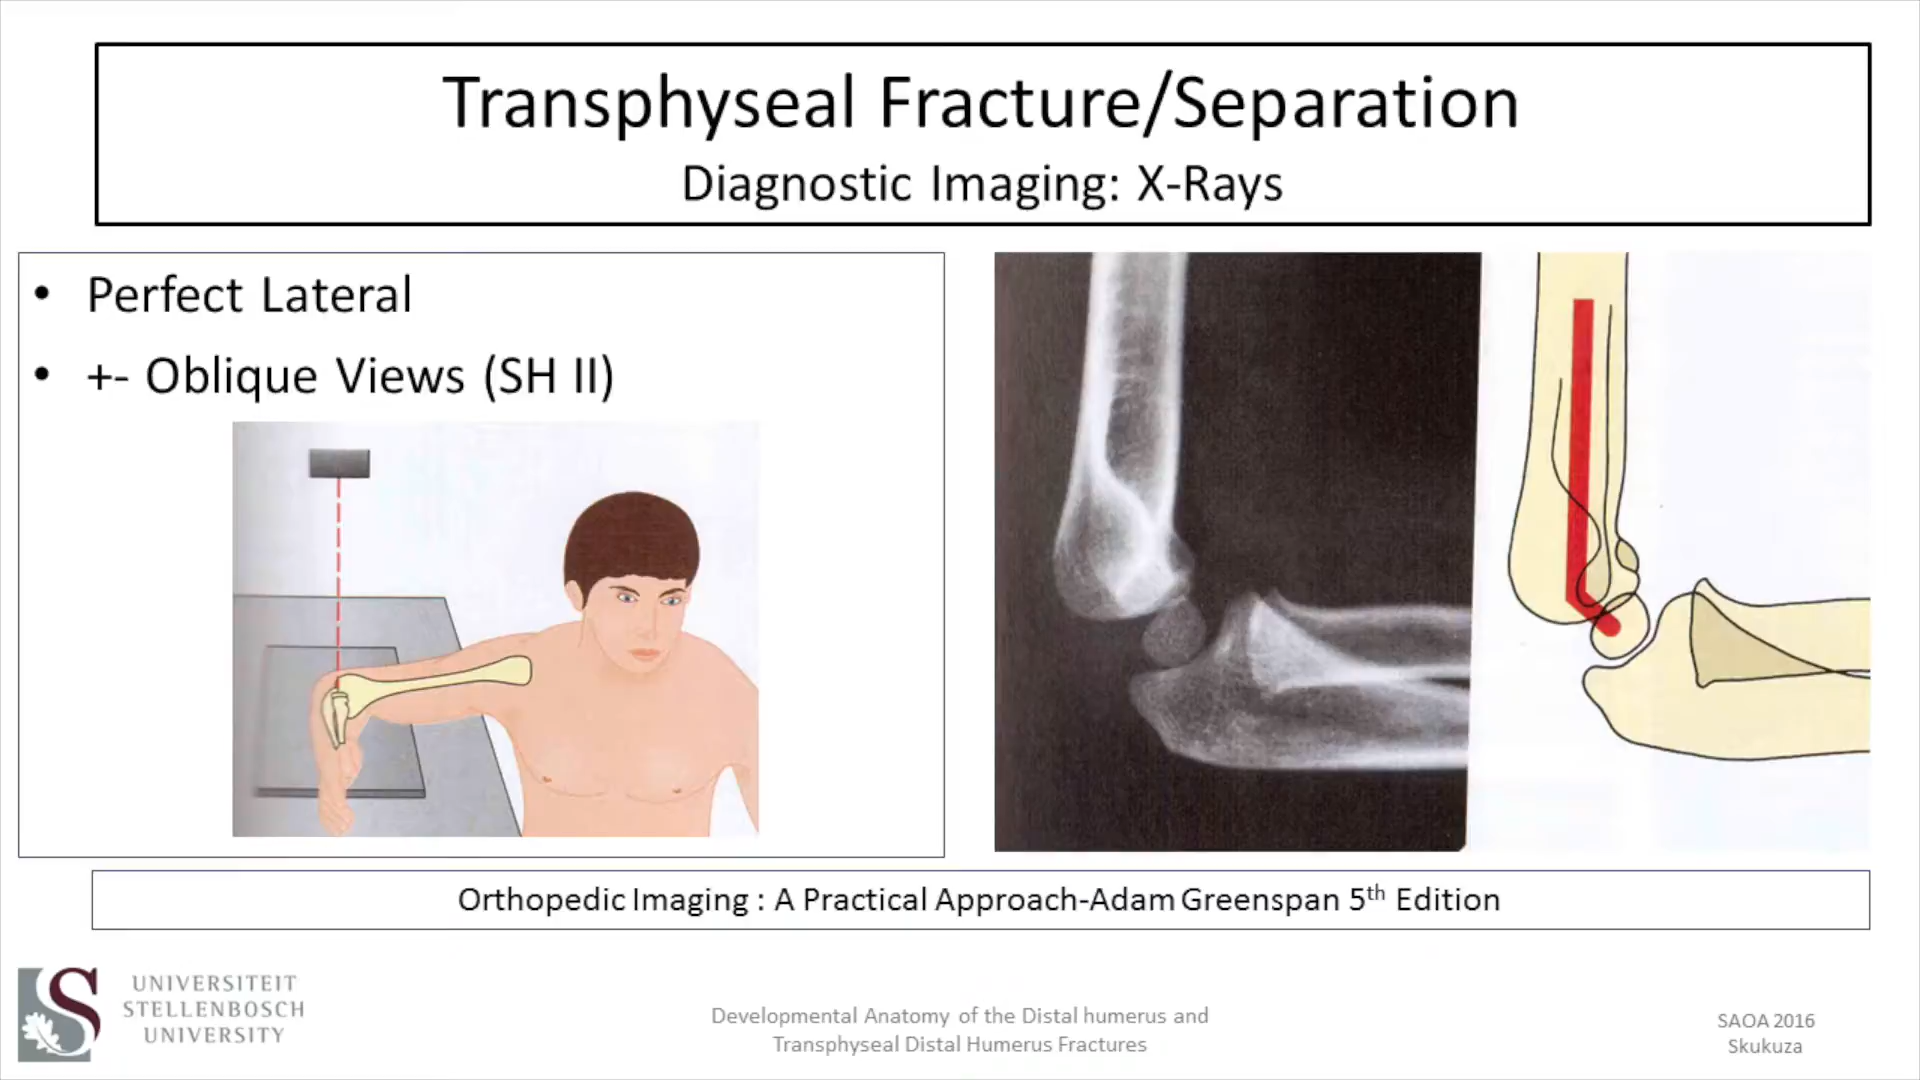 Transphyseal Fracture/Separation
Diagnostic Imaging: X-Rays
• Perfect Lateral
• +- Oblique Views (SH II)
Orthopedic Imaging : A Practical Approach-Adam Greenspan 5th Edition
UNIVERSITEIT
STELLENBOSCH
UNIVERSITY
Developmental Anatomy of the Distal humerus and
Transphyseal Distal Humerus Fractures
SAOA 2016
Skukuza